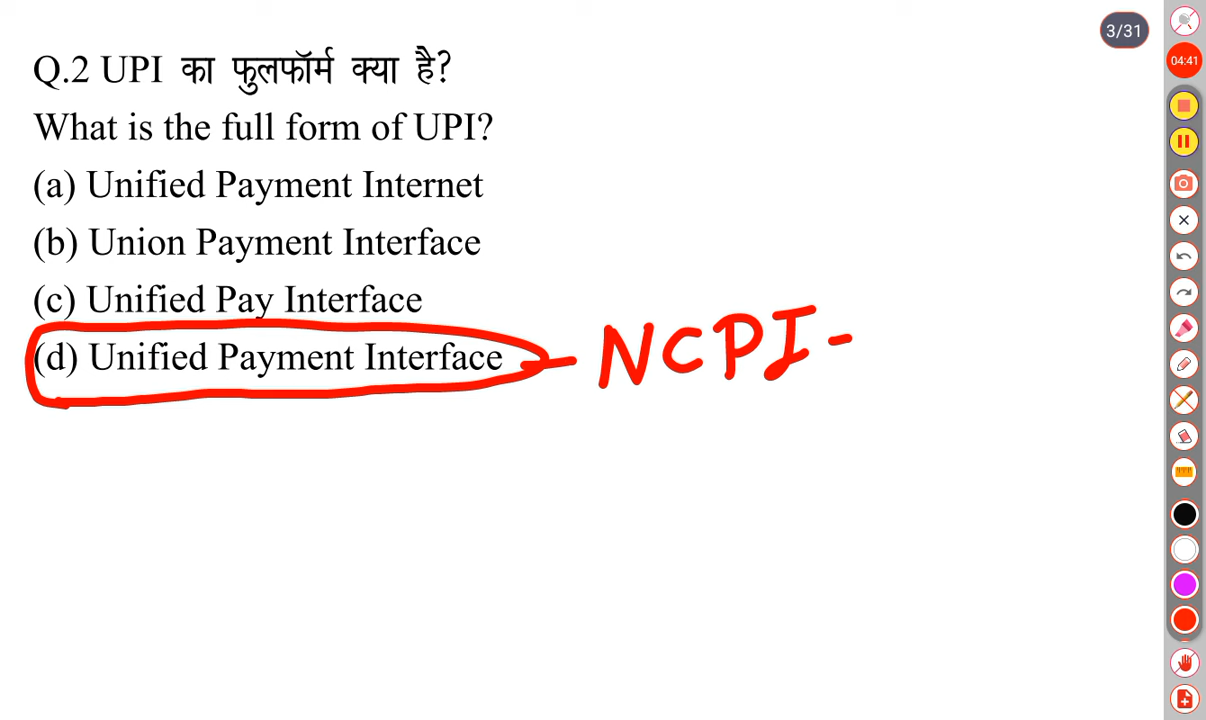 3/31
Q.2 UPI का फुलफॉर्म क्या है?
04:41
What is the full form of UPI?
(a) Unified Payment Internet
(b) Union Payment Interface
(c) Unified Pay Interface
(d) Unified Payment Interface - NCPI -